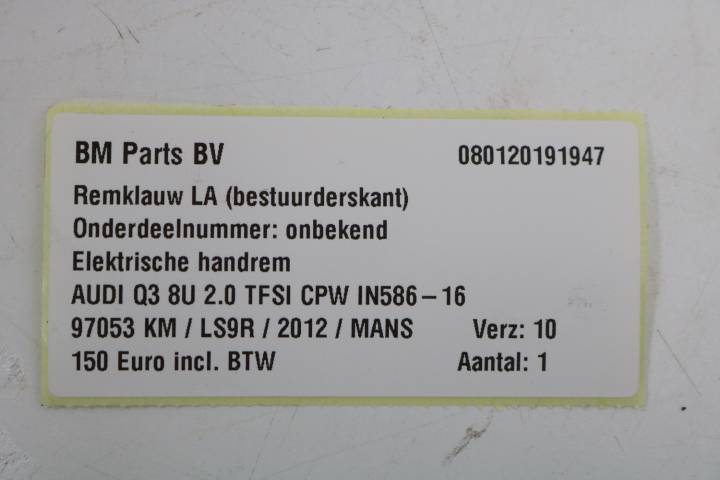 BM Parts BV 080120191947
Remklauw LA (bestuurderskant)
Onderdeelnummer: onbekend
Elektrische handrem
AUDI Q3 8U 2.0 TFSI CPW IN586-16
97053 KM / LS9R / 2012 / MANS Verz: 10
150 Euro incl. BTW Aantal: 1